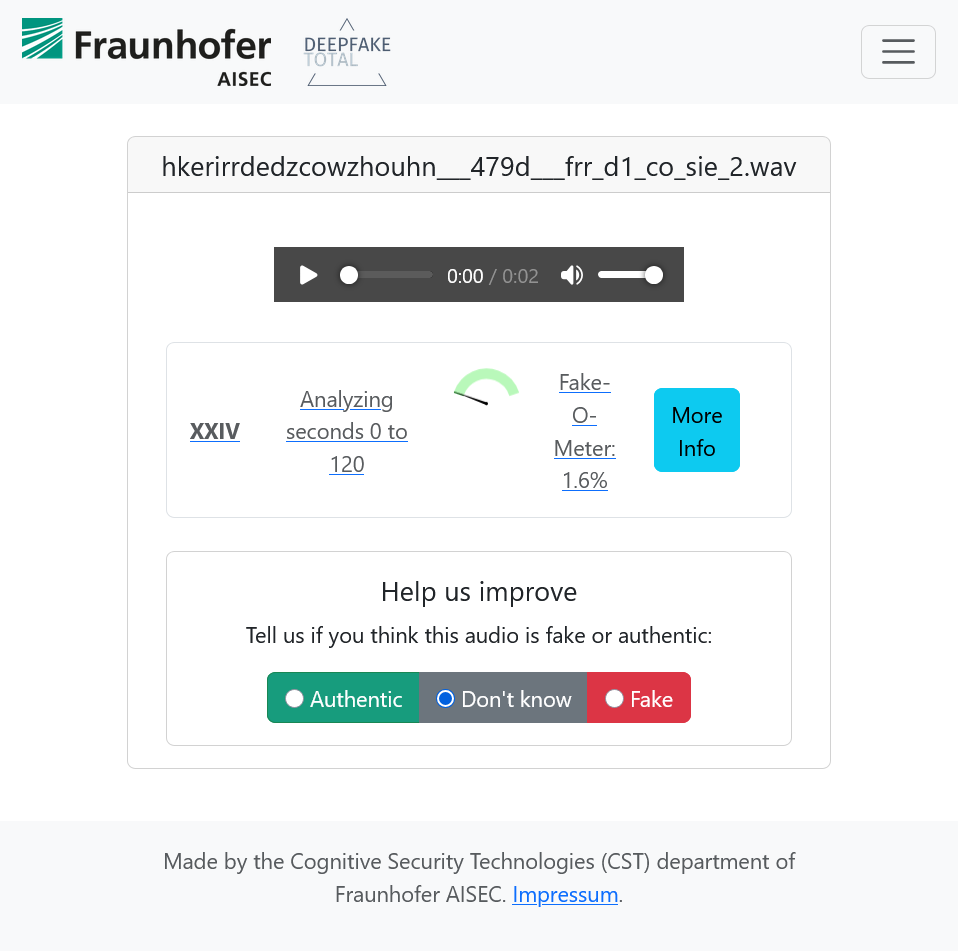 Fraunhofer
AISEC
DEEPFAKE
TOTAL
hkerirrdedzcowzhouhn___479d___frr_d1_co_sie_2.wav
0:00 / 0:02
XXIV
Analyzing
seconds 0 to
120
Fake-
O-
Meter:
1.6%
More
Info
Help us improve
Tell us if you think this audio is fake or authentic:
Authentic Don't know Fake
Made by the Cognitive Security Technologies (CST) department of
Fraunhofer AISEC. Impressum.